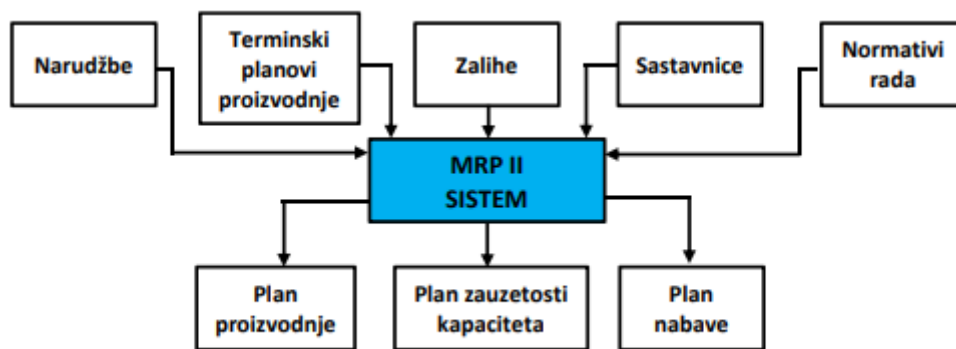 Narudžbe
Terminski
planovi
proizvodnje
Zalihe
Sastavnice
Normativi
rada
MRP II
SISTEM
Plan
proizvodnje
Plan zauzetosti
kapaciteta
Plan
nabave